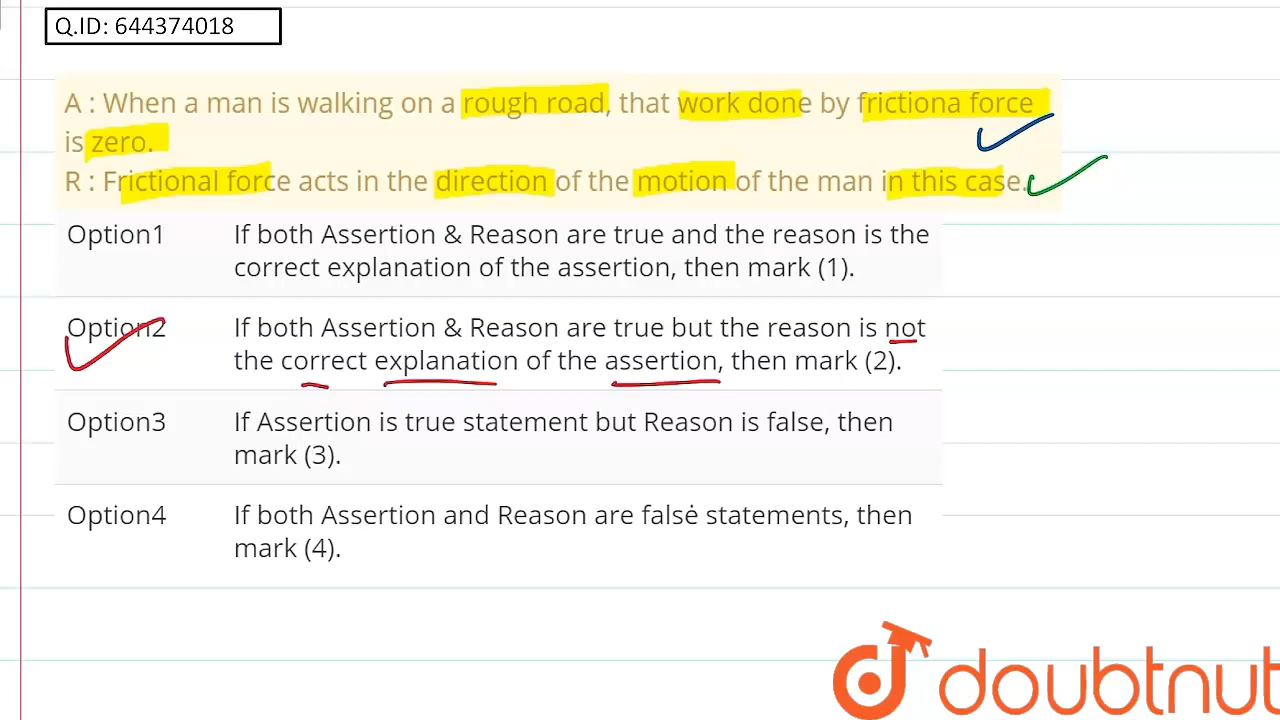 Q.ID: 644374018
A : When a man is walking on a rough road, that work done by frictiona force
is zero.
R : Frictional force acts in the direction of the motion of the man in this case.
Option1 If both Assertion & Reason are true and the reason is the
correct explanation of the assertion, then mark (1).
Option2 If both Assertion & Reason are true but the reason is not
the correct explanation of the assertion, then mark (2).
Option3 If Assertion is true statement but Reason is false, then
mark (3).
Option4 If both Assertion and Reason are false statements, then
mark (4).
doubtnut